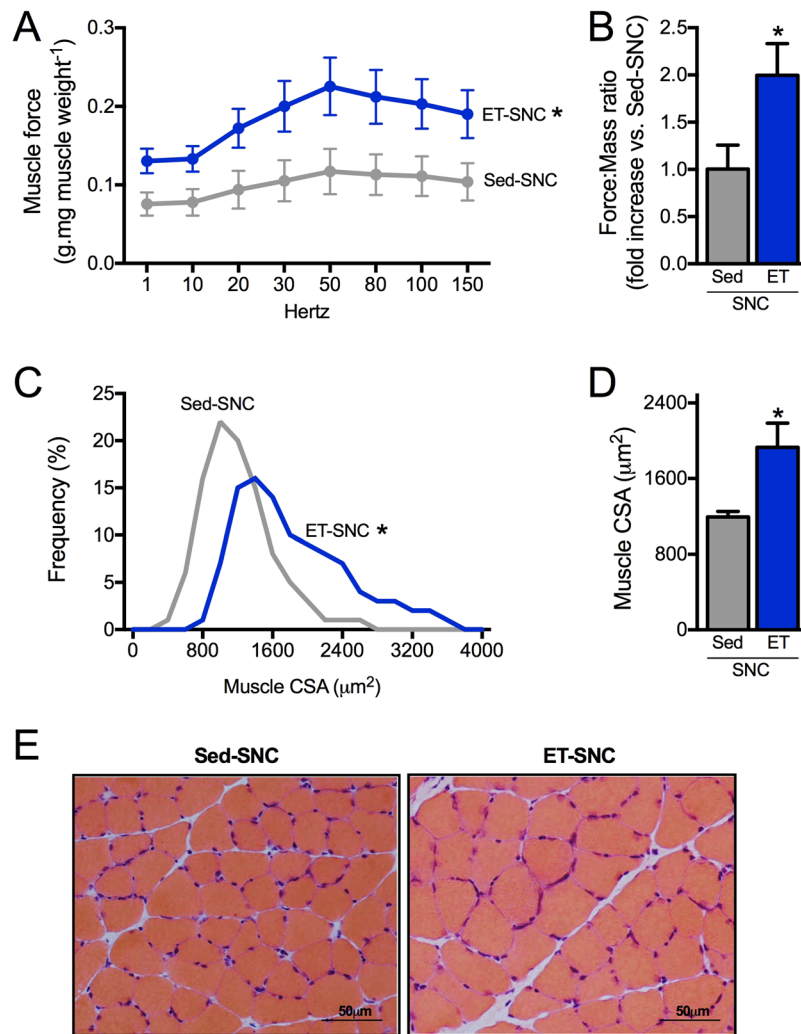 A
Muscle force
(g.mg muscle weight⁻¹)
0.3
0.2
0.1
0.0
ET-SNC *
Sed-SNC
1 10 20 30 50 80 100 150
Hertz
B
Force:Mass ratio
(fold increase vs. Sed-SNC)
2.5
2.0
1.5
1.0
0.5
0.0
*
Sed ET
SNC
C
Frequency (%)
25
20
15
10
5
0
Sed-SNC
ET-SNC *
0 800 1600 2400 3200 4000
Muscle CSA (μm²)
D
Muscle CSA (μm²)
2400
1600
800
0
*
Sed ET
SNC
E
Sed-SNC
ET-SNC
50μm
50μm